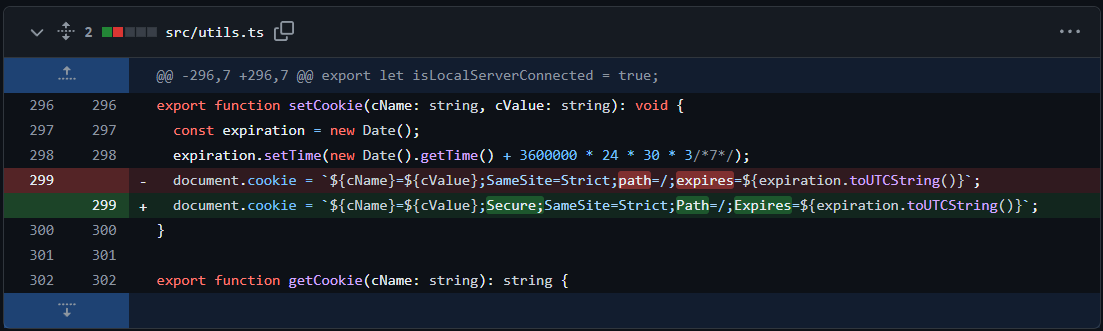 2 src/utils.ts
@@ -296,7 +296,7 @@ export let isLocalServerConnected = true;
296 296 export function setCookie(cName: string, cValue: string): void {
297 297 const expiration = new Date();
298 298 expiration.setTime(new Date().getTime() + 3600000 * 24 * 30 * 3/*7*/);
299 - document.cookie = `${cName}=${cValue};SameSite=Strict;path=/;expires=${expiration.toUTCString()}`;
299 + document.cookie = `${cName}=${cValue};Secure;SameSite=Strict;Path=/;Expires=${expiration.toUTCString()}`;
300 300 }
301 301
302 302 export function getCookie(cName: string): string {